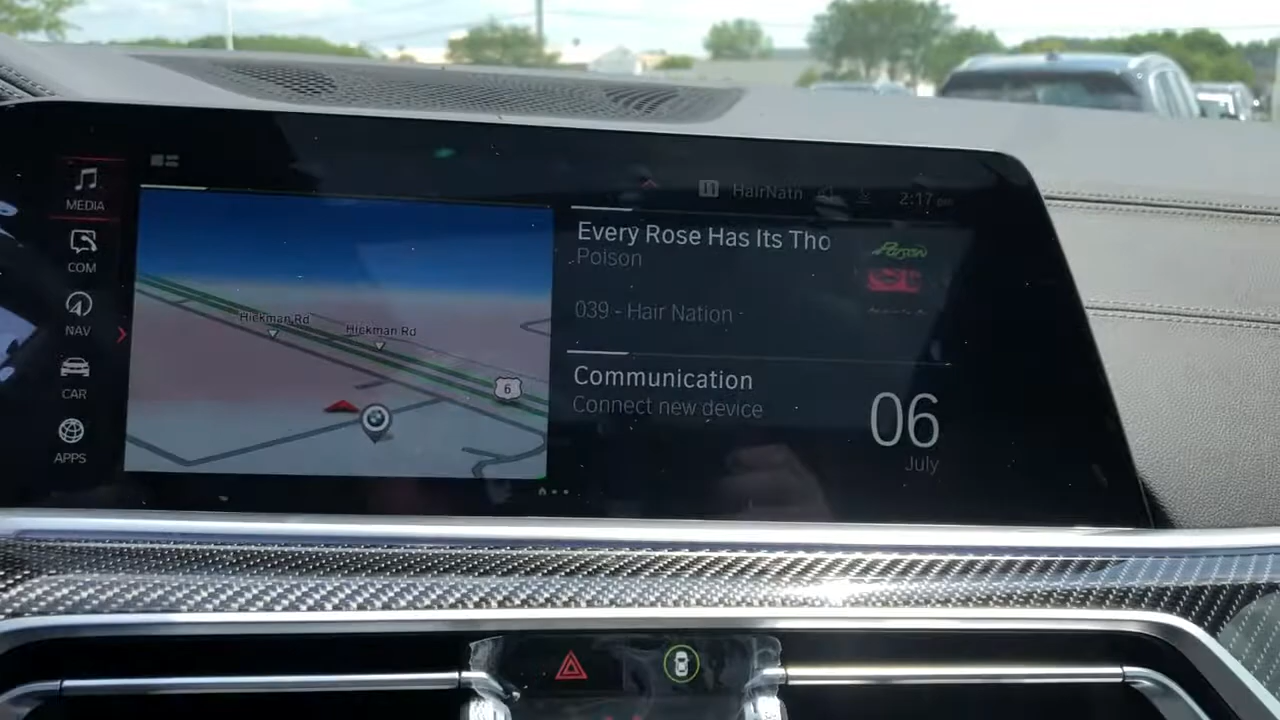 MEDIA
COM
NAV
CAR
APPS
HairNatn
2:17 pm
Every Rose Has Its Tho
Poison
Poison
039 - Hair Nation
Communication
Connect new device
06
July
Hickman Rd
Hickman Rd
6